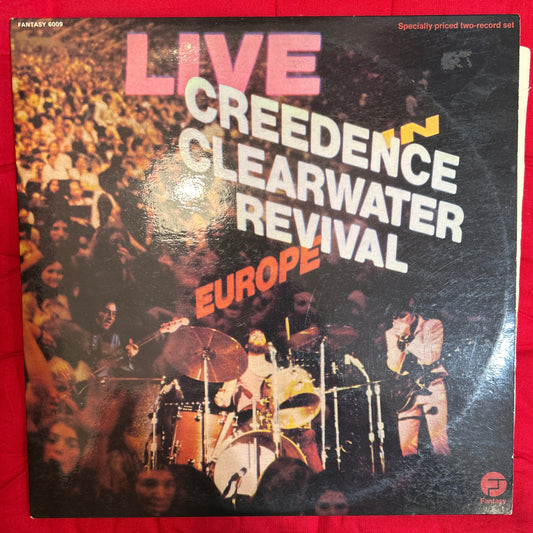 FANTASY 6009
Specially priced two-record set
LIVE
IN
CREEDENCE
CLEARWATER
REVIVAL
EUROPE
Fantasy